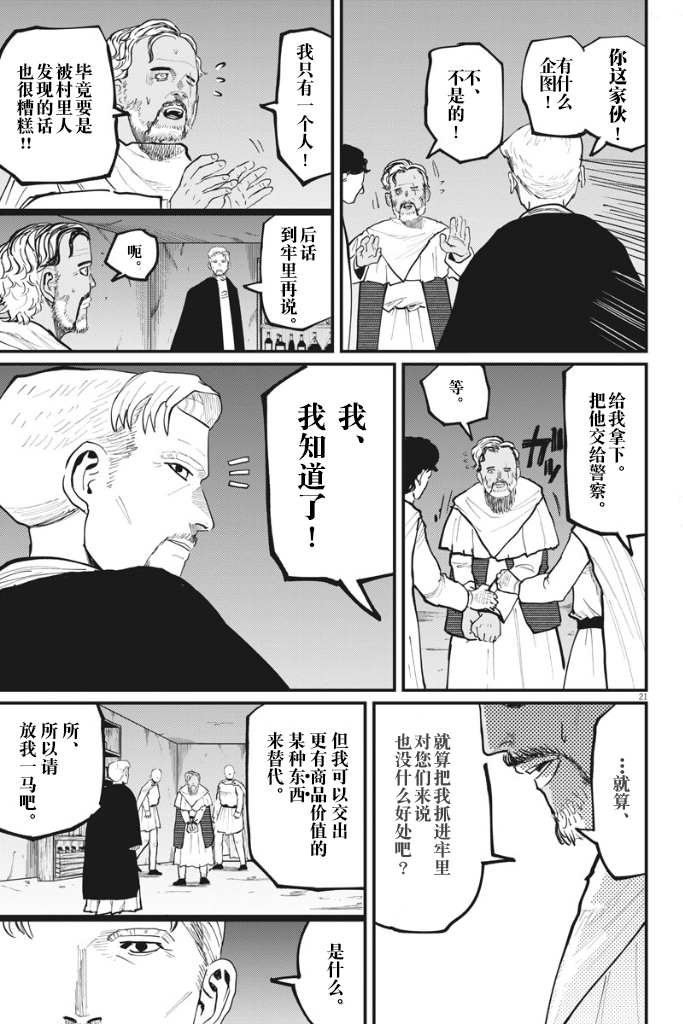 你这家伙！
有什么
企图！
不、
不是的！
我只有一个人！
毕竟要是
被村里人
发现的话
也很糟糕!!
后话
到牢里再说。
呃。
给我拿下。
把他交给警察。
等。
ガガッ
我、
我知道了！
21
…就算、
就算把我抓进牢里
对您们来说
也没什么好处吧？
但我可以交出
更有商品价值的
某种东西
来替代。
所、
所以请
放我一马吧。
是什么。